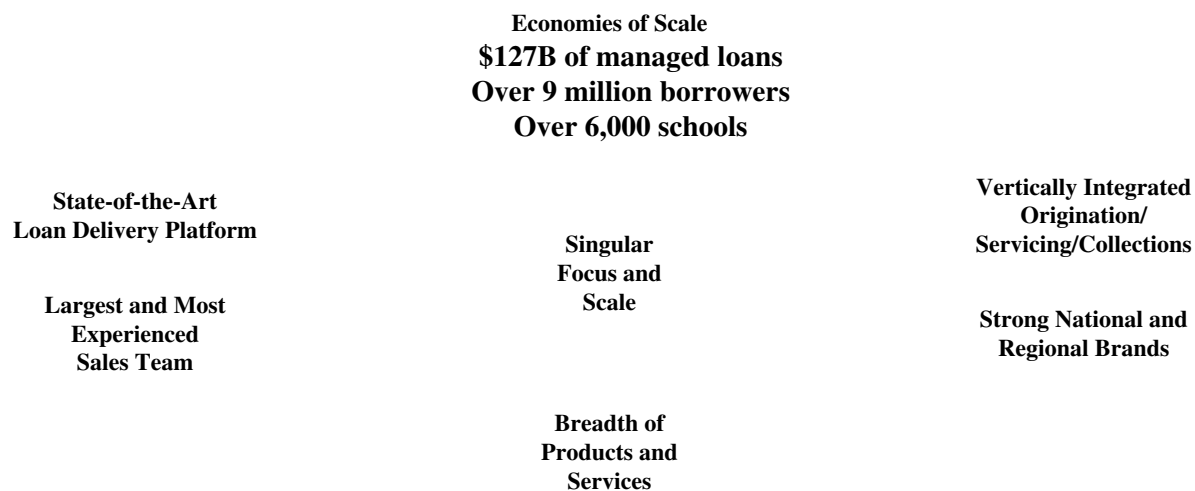 Economies of Scale
$127B of managed loans
Over 9 million borrowers
Over 6,000 schools
State-of-the-Art
Loan Delivery Platform
Vertically Integrated
Origination/
Servicing/Collections
Singular
Focus and
Scale
Largest and Most
Experienced
Sales Team
Strong National and
Regional Brands
Breadth of
Products and
Services